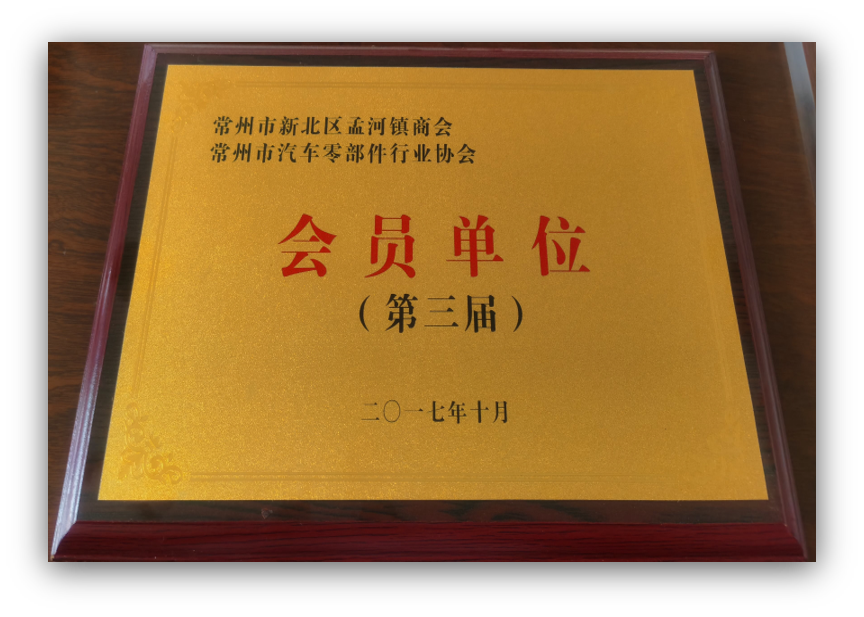 常州市新北区孟河镇商会
常州市汽车零部件行业协会
会员单位
（第三届）
二〇一七年十月